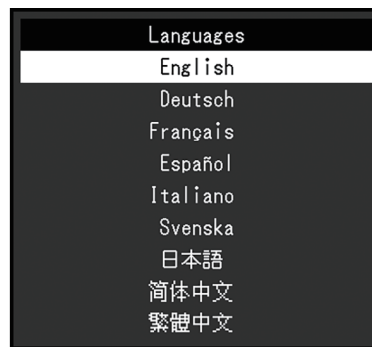 Languages
English
Deutsch
Français
Español
Italiano
Svenska
日本語
简体中文
繁體中文